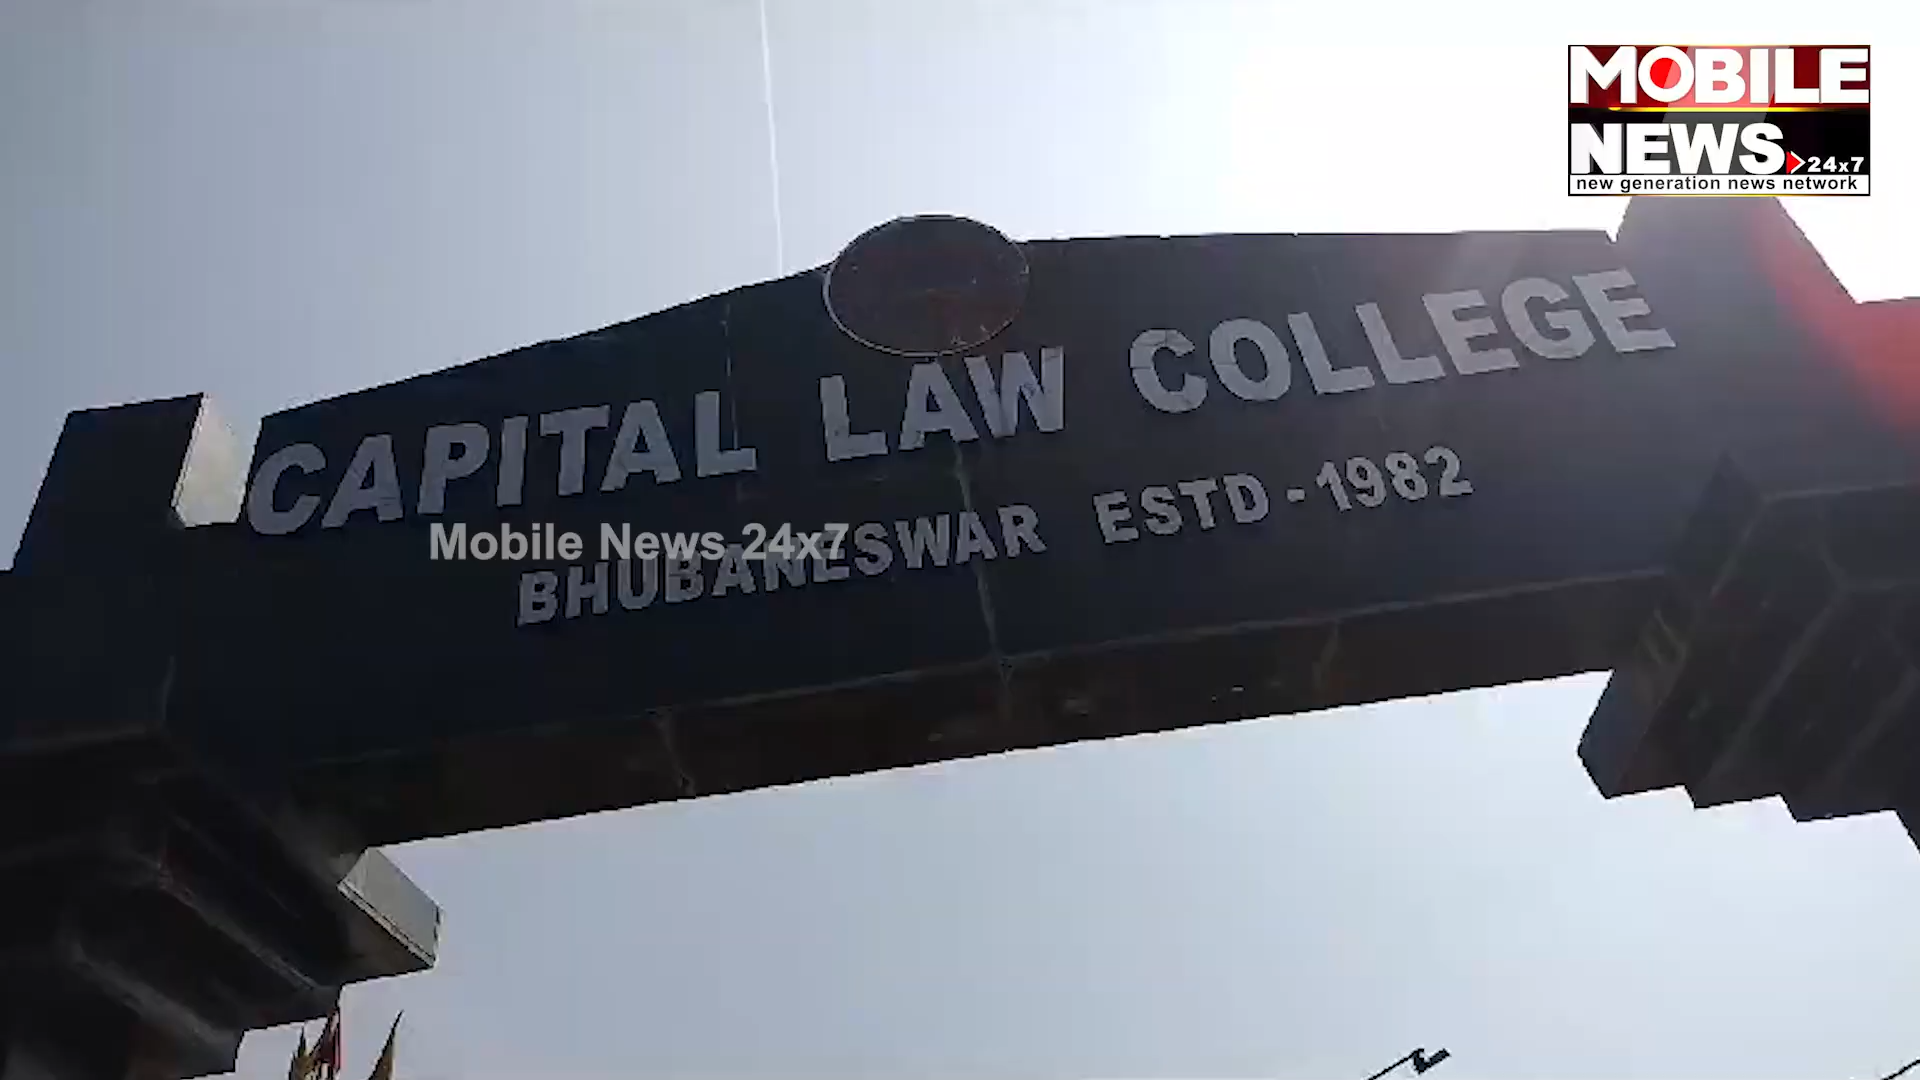 MOBILE
NEWS 24x7
new generation news network
CAPITAL LAW COLLEGE
Mobile News 24x7
BHUBANESWAR ESTD - 1982